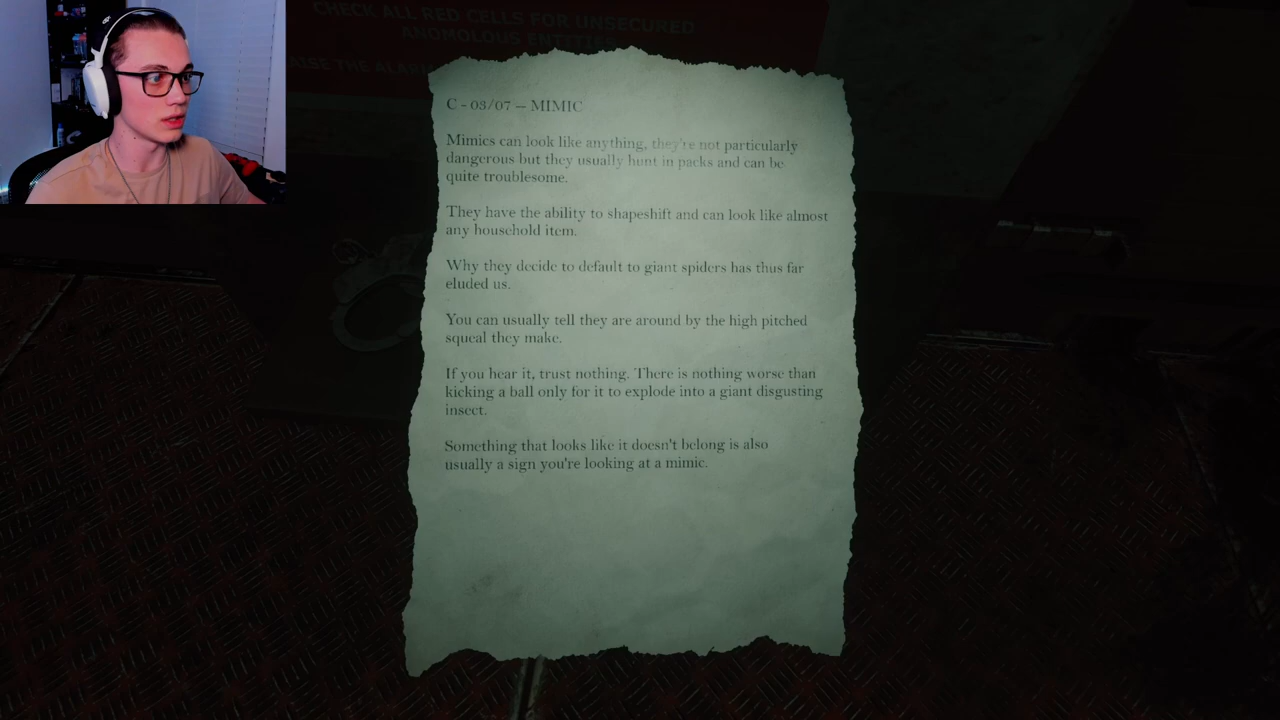 CHECK ALL RED CELLS FOR UNSECURED
ANOMOLOUS ENTITIES
THE ALARM
C - 03/07 – MIMIC
Mimics can look like anything, they're not particularly
dangerous but they usually hunt in packs and can be
quite troublesome.
They have the ability to shapeshift and can look like almost
any household item.
Why they decide to default to giant spiders has thus far
eluded us.
You can usually tell they are around by the high pitched
squeal they make.
If you hear it, trust nothing. There is nothing worse than
kicking a ball only for it to explode into a giant disgusting
insect.
Something that looks like it doesn't belong is also
usually a sign you're looking at a mimic.